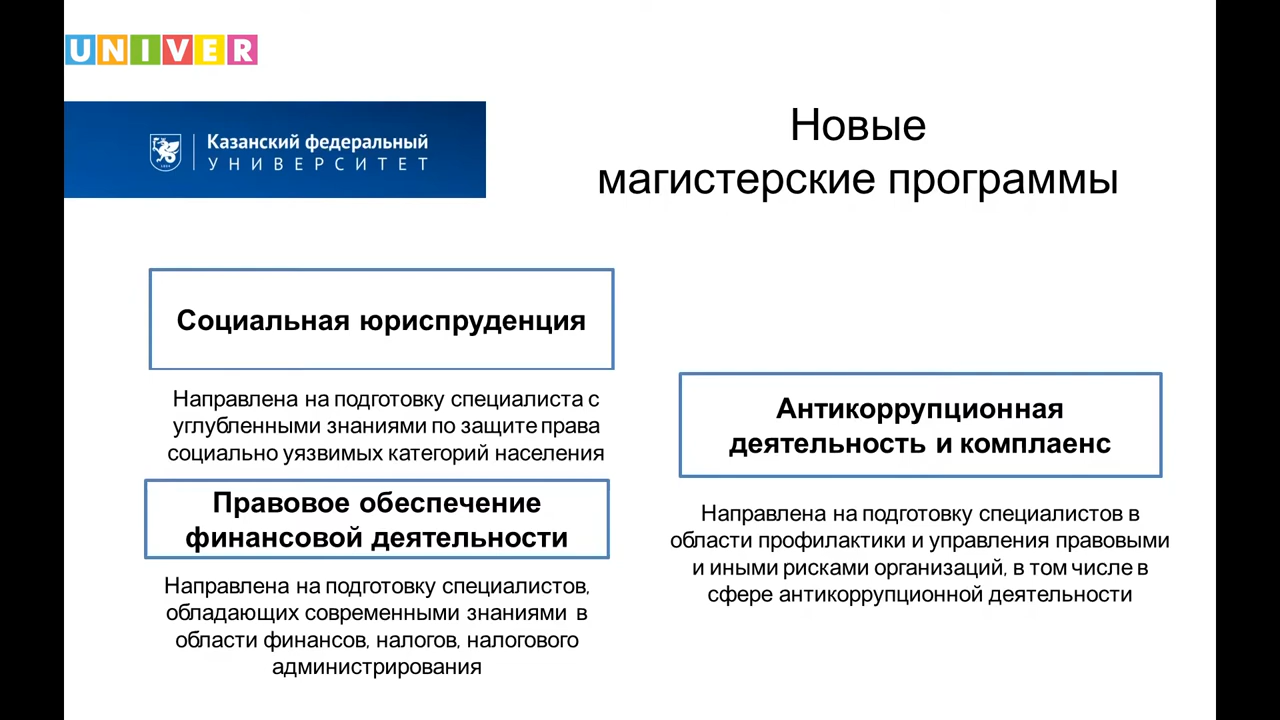 UNIVER
Казанский федеральный
УНИВЕРСИТЕТ
Новые
магистерские программы
Социальная юриспруденция
Направлена на подготовку специалиста с
углубленными знаниями по защите права
социально уязвимых категорий населения
Правовое обеспечение
финансовой деятельности
Направлена на подготовку специалистов,
обладающих современными знаниями в
области финансов, налогов, налогового
администрирования
Антикоррупционная
деятельность и комплаенс
Направлена на подготовку специалистов в
области профилактики и управления правовыми
и иными рисками организаций, в том числе в
сфере антикоррупционной деятельности